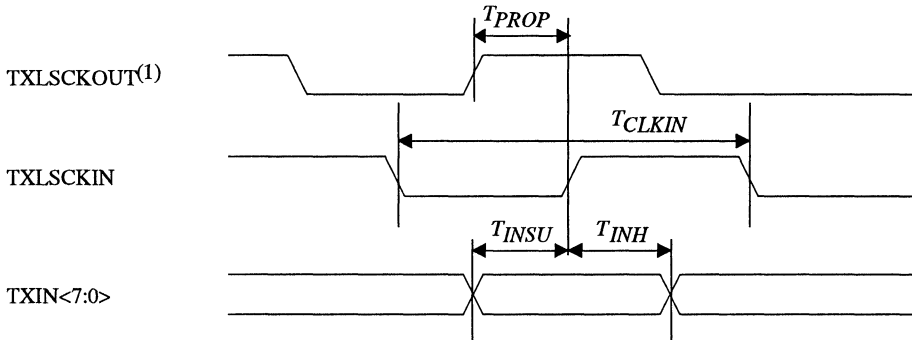 T_PROP
TXLSCKOUT(1)
T_CLKIN
TXLSCKIN
T_INSU T_INH
TXIN<7:0>